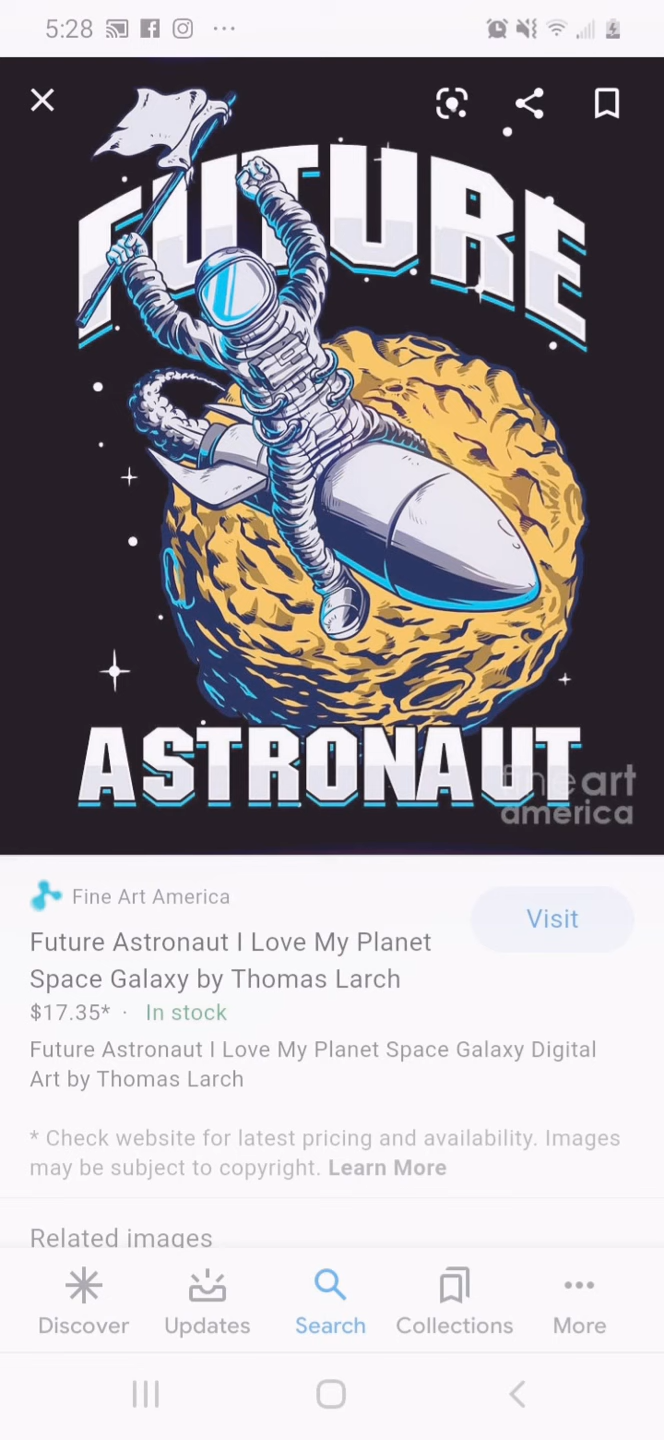 5:28
FUTURE
ASTRONAUT
fine art
america
Fine Art America
Visit
Future Astronaut I Love My Planet
Space Galaxy by Thomas Larch
$17.35* · In stock
Future Astronaut I Love My Planet Space Galaxy Digital
Art by Thomas Larch
* Check website for latest pricing and availability. Images
may be subject to copyright. Learn More
Related images
Discover Updates Search Collections More